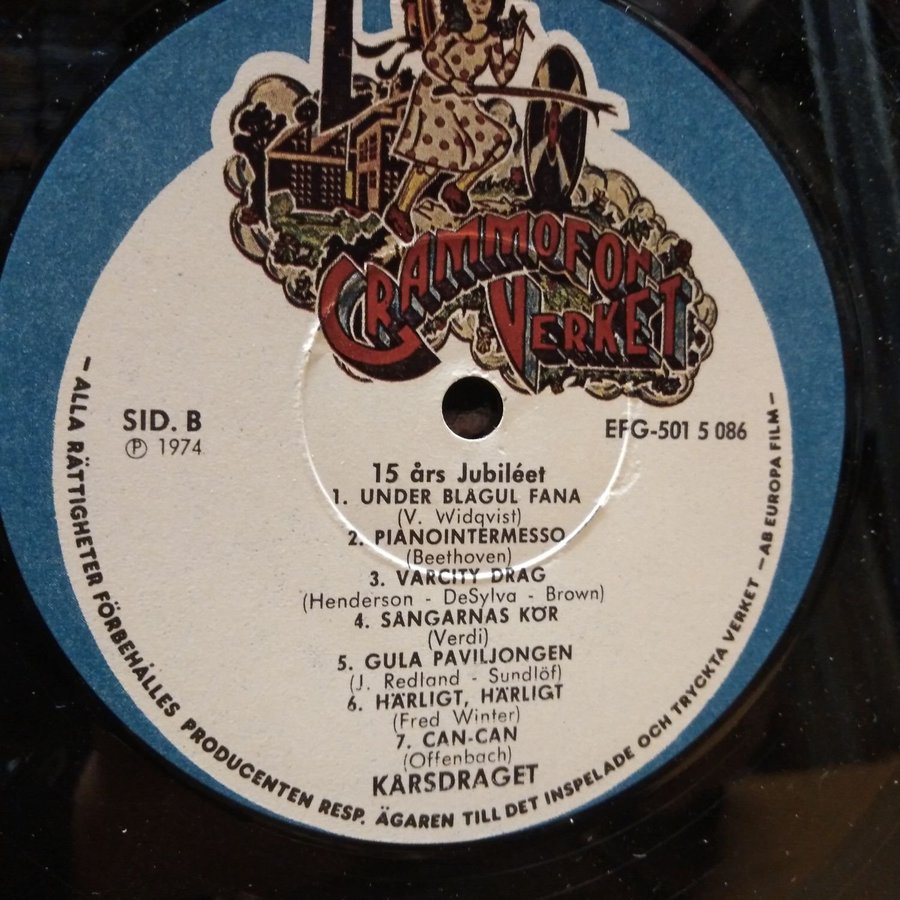 GRAMMOFON
VERKET
SID. B
Ⓟ 1974
EFG-501 5 086
15 års Jubiléet
1. UNDER BLÅGUL FANA
(V. Widqvist)
2. PIANOINTERMESSO
(Beethoven)
3. VARCITY DRAG
(Henderson - DeSylva - Brown)
4. SÅNGARNAS KÖR
(Verdi)
5. GULA PAVILJONGEN
(J. Redland - Sundlöf)
6. HÄRLIGT, HÄRLIGT
(Fred Winter)
7. CAN-CAN
(Offenbach)
KÅRSDRAGET
– ALLA RÄTTIGHETER FÖRBEHÅLLES PRODUCENTEN RESP. ÄGAREN TILL DET INSPELADE OCH TRYCKTA VERKET – AB EUROPA FILM –